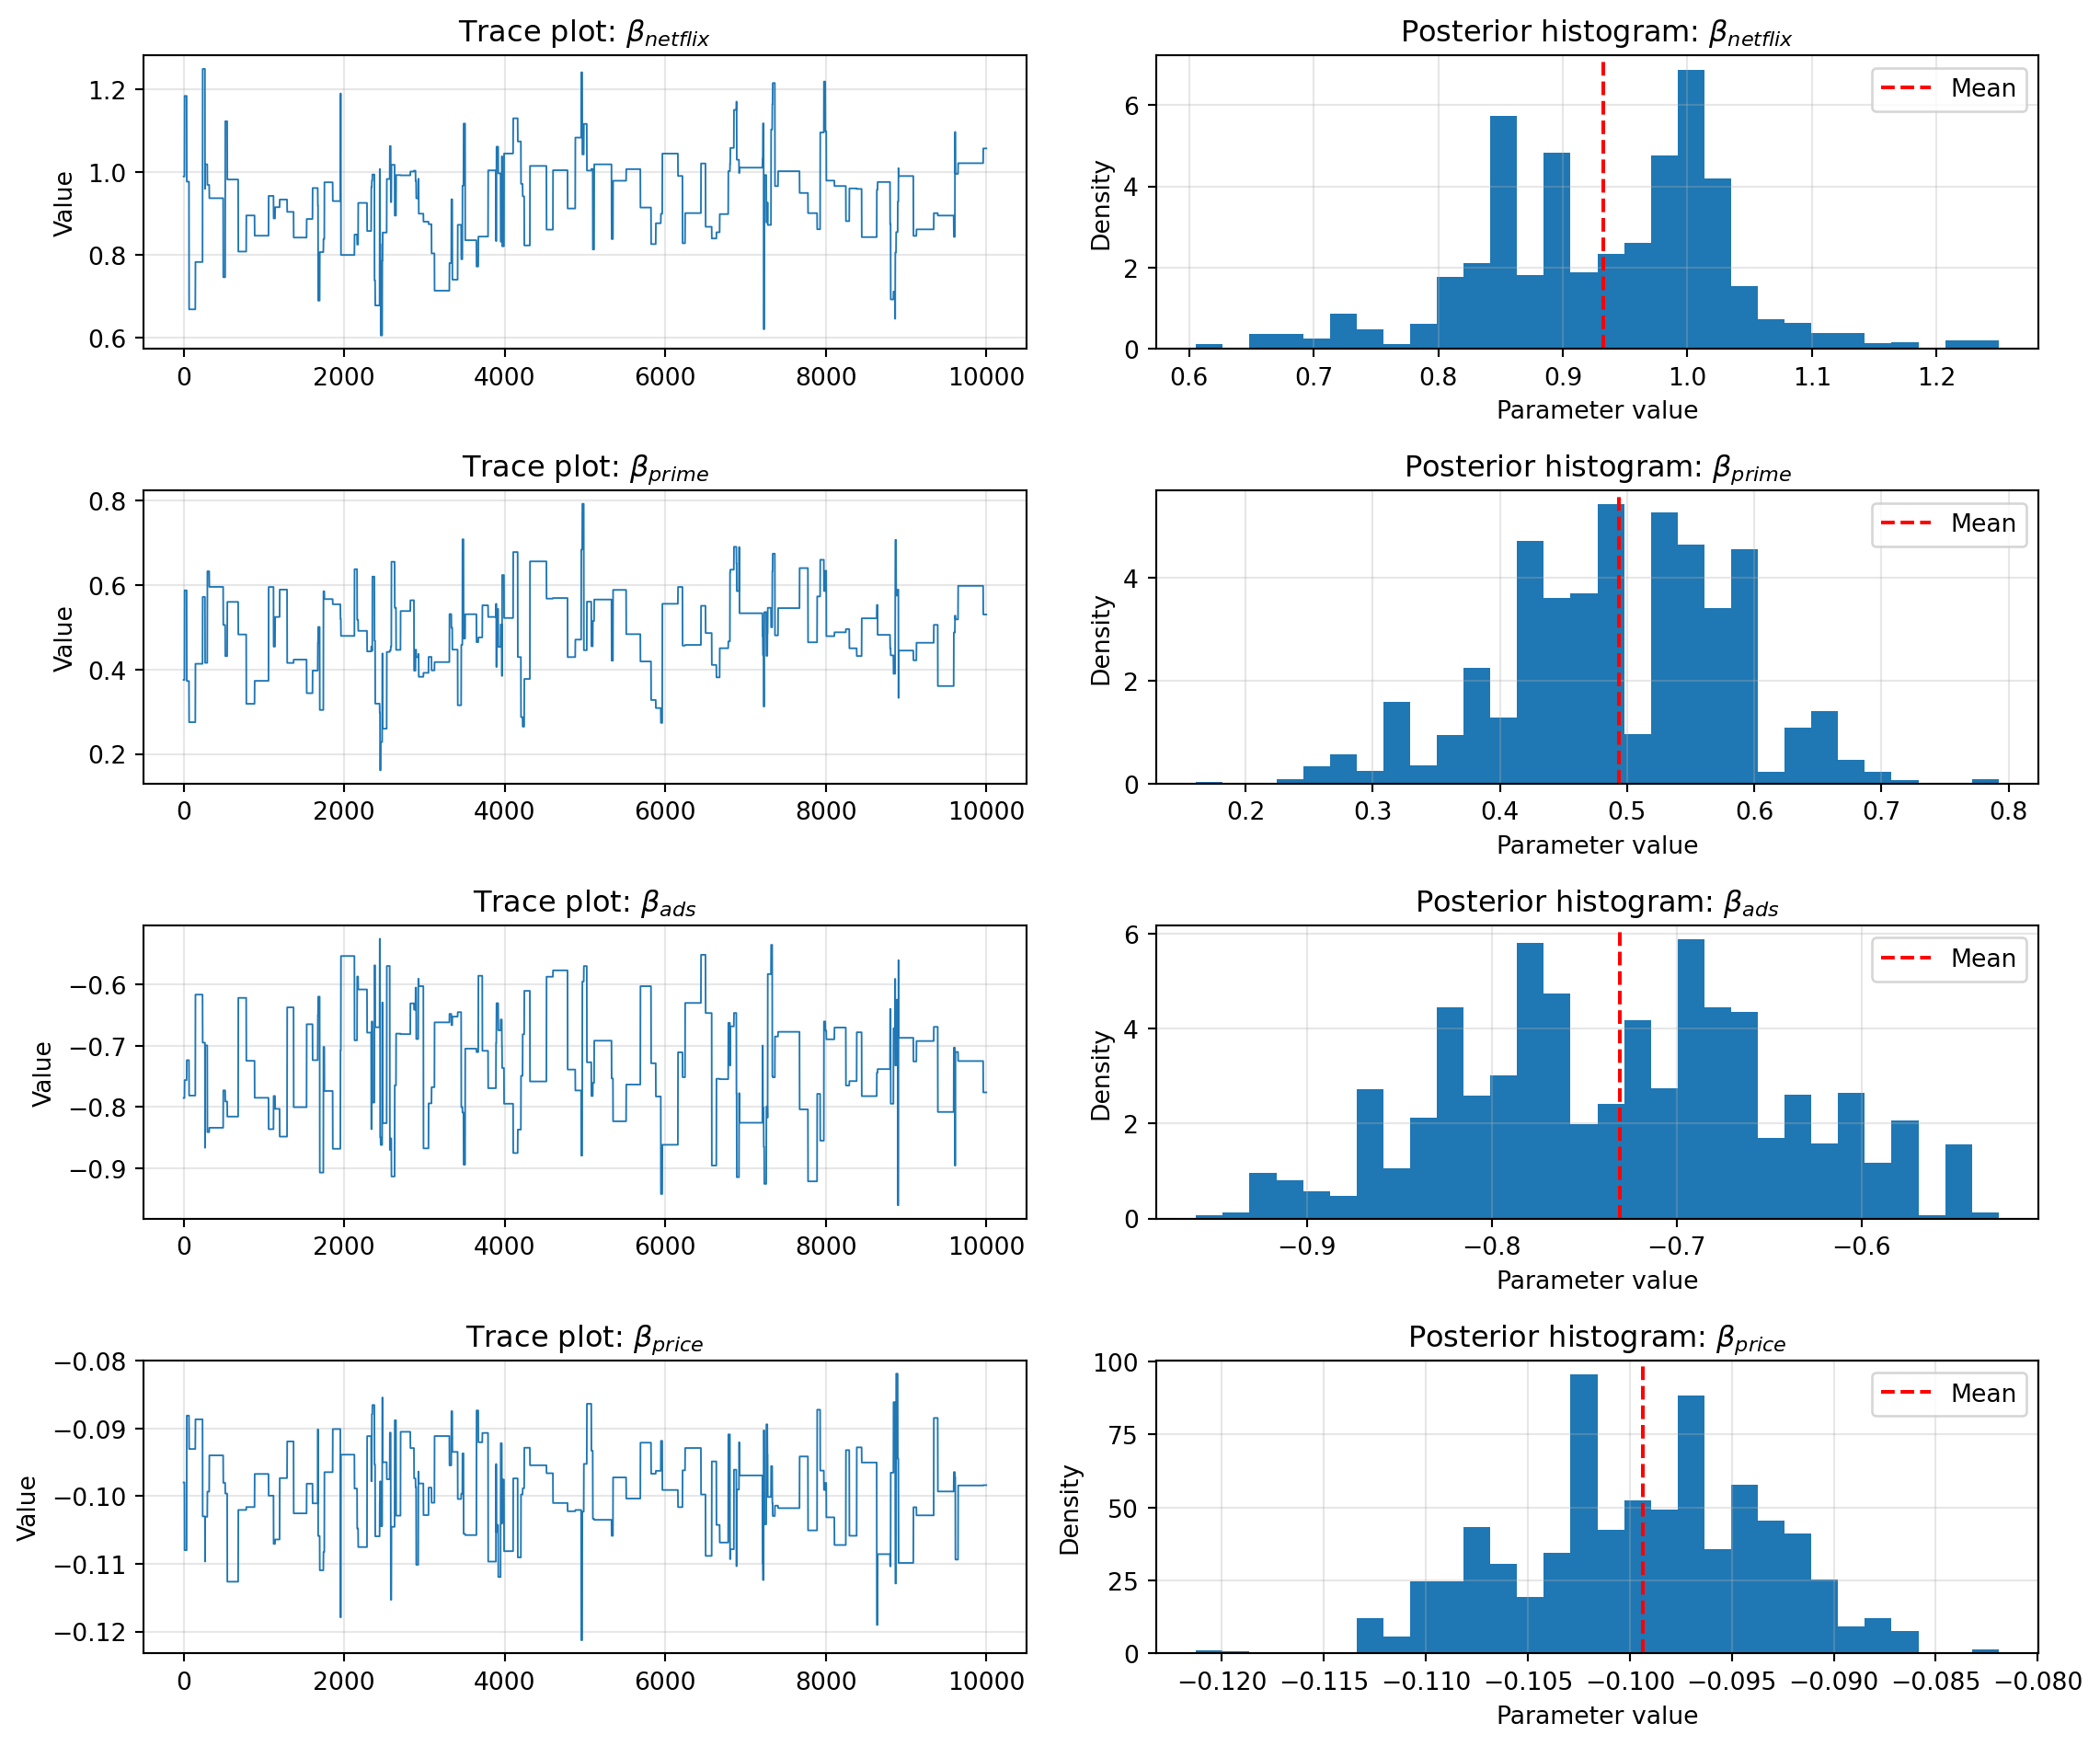 Trace plot: β_netflix
Value
1.2
1.0
0.8
0.6
0 2000 4000 6000 8000 10000
Posterior histogram: β_netflix
Mean
Density
6
4
2
0
0.6 0.7 0.8 0.9 1.0 1.1 1.2
Parameter value
Trace plot: β_prime
Value
0.8
0.6
0.4
0.2
0 2000 4000 6000 8000 10000
Posterior histogram: β_prime
Mean
Density
4
2
0
0.2 0.3 0.4 0.5 0.6 0.7 0.8
Parameter value
Trace plot: β_ads
Value
−0.6
−0.7
−0.8
−0.9
0 2000 4000 6000 8000 10000
Posterior histogram: β_ads
Mean
Density
6
4
2
0
−0.9 −0.8 −0.7 −0.6
Parameter value
Trace plot: β_price
Value
−0.08
−0.09
−0.10
−0.11
−0.12
0 2000 4000 6000 8000 10000
Posterior histogram: β_price
Mean
Density
100
75
50
25
0
−0.120 −0.115 −0.110 −0.105 −0.100 −0.095 −0.090 −0.085 −0.080
Parameter value